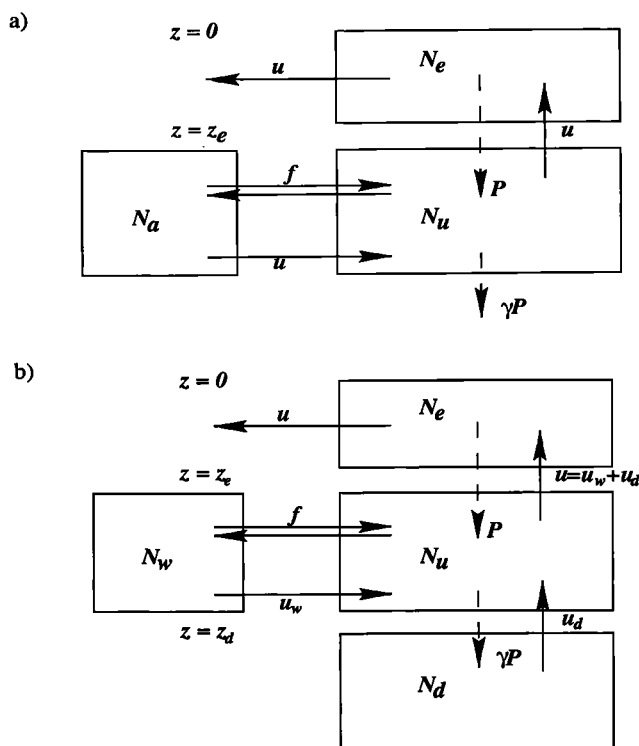 a)
z = 0
N_e
u
z = z_e
u
f
P
N_a
N_u
u
γP
b)
z = 0
N_e
u
z = z_e
u=u_w+u_d
f
P
N_w
N_u
u_w
z = z_d
u_d
γP
N_d